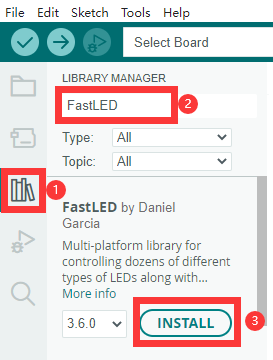 File Edit Sketch Tools Help
Select Board
LIBRARY MANAGER
FastLED
2
Type: All
Topic: All
1
FastLED by Daniel
Garcia
Multi-platform library for
controlling dozens of different
types of LEDs along with...
More info
3
3.6.0 INSTALL